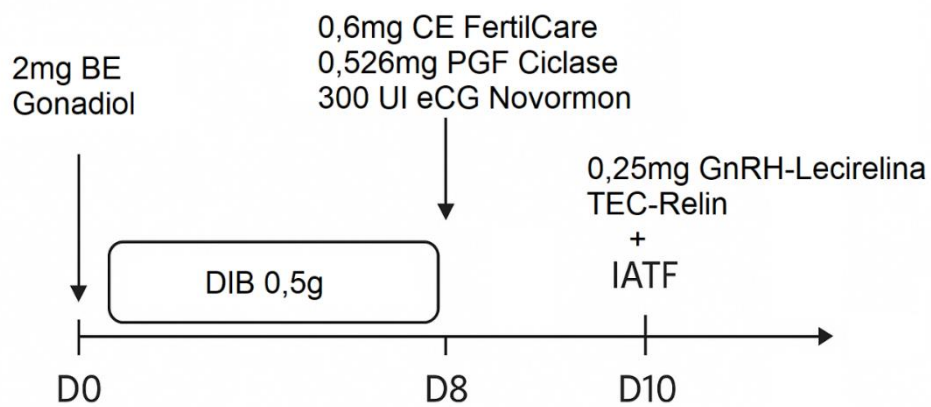 2mg BE
Gonadiol
0,6mg CE FertilCare
0,526mg PGF Ciclase
300 UI eCG Novormon
0,25mg GnRH-Lecirelina
TEC-Relin
+
IATF
DIB 0,5g
D0
D8
D10